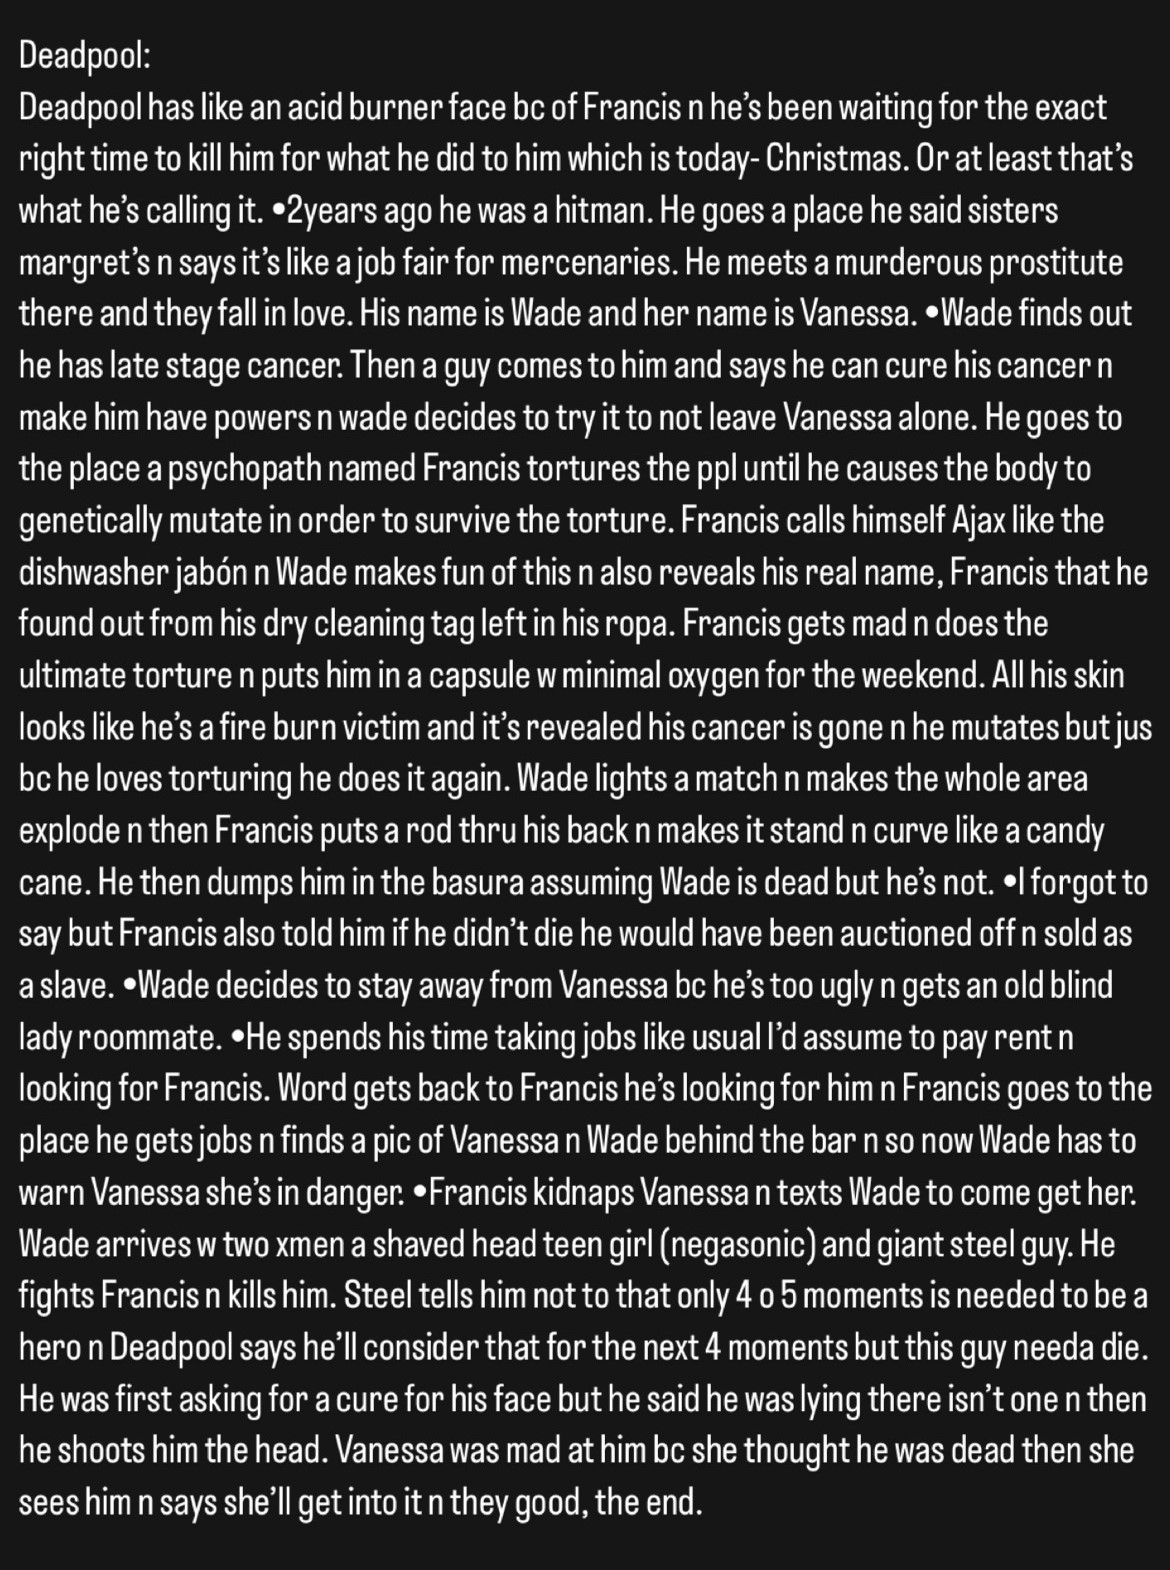 Deadpool:
Deadpool has like an acid burner face bc of Francis n he’s been waiting for the exact
right time to kill him for what he did to him which is today- Christmas. Or at least that’s
what he’s calling it. •2years ago he was a hitman. He goes a place he said sisters
margret’s n says it’s like a job fair for mercenaries. He meets a murderous prostitute
there and they fall in love. His name is Wade and her name is Vanessa. •Wade finds out
he has late stage cancer. Then a guy comes to him and says he can cure his cancer n
make him have powers n wade decides to try it to not leave Vanessa alone. He goes to
the place a psychopath named Francis tortures the ppl until he causes the body to
genetically mutate in order to survive the torture. Francis calls himself Ajax like the
dishwasher jabón n Wade makes fun of this n also reveals his real name, Francis that he
found out from his dry cleaning tag left in his ropa. Francis gets mad n does the
ultimate torture n puts him in a capsule w minimal oxygen for the weekend. All his skin
looks like he’s a fire burn victim and it’s revealed his cancer is gone n he mutates but jus
bc he loves torturing he does it again. Wade lights a match n makes the whole area
explode n then Francis puts a rod thru his back n makes it stand n curve like a candy
cane. He then dumps him in the basura assuming Wade is dead but he’s not. •I forgot to
say but Francis also told him if he didn’t die he would have been auctioned off n sold as
a slave. •Wade decides to stay away from Vanessa bc he’s too ugly n gets an old blind
lady roommate. •He spends his time taking jobs like usual I’d assume to pay rent n
looking for Francis. Word gets back to Francis he’s looking for him n Francis goes to the
place he gets jobs n finds a pic of Vanessa n Wade behind the bar n so now Wade has to
warn Vanessa she’s in danger. •Francis kidnaps Vanessa n texts Wade to come get her.
Wade arrives w two xmen a shaved head teen girl (negasonic) and giant steel guy. He
fights Francis n kills him. Steel tells him not to that only 4 o 5 moments is needed to be a
hero n Deadpool says he’ll consider that for the next 4 moments but this guy needa die.
He was first asking for a cure for his face but he said he was lying there isn’t one n then
he shoots him the head. Vanessa was mad at him bc she thought he was dead then she
sees him n says she’ll get into it n they good, the end.